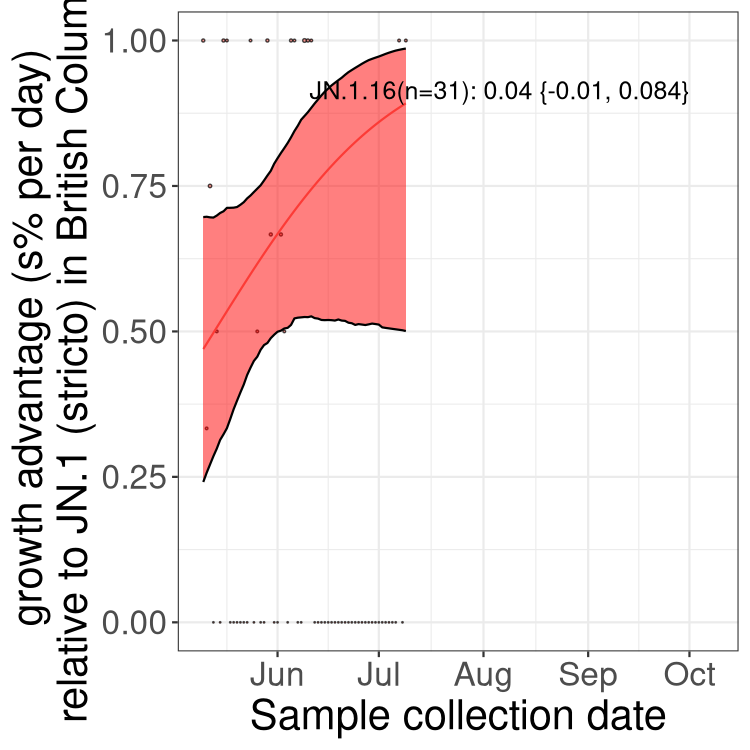 growth advantage (s% per day)
relative to JN.1 (stricto) in British Colum
1.00
0.75
0.50
0.25
0.00
JN.1.16(n=31): 0.04 {-0.01, 0.084}
Jun Jul Aug Sep Oct
Sample collection date